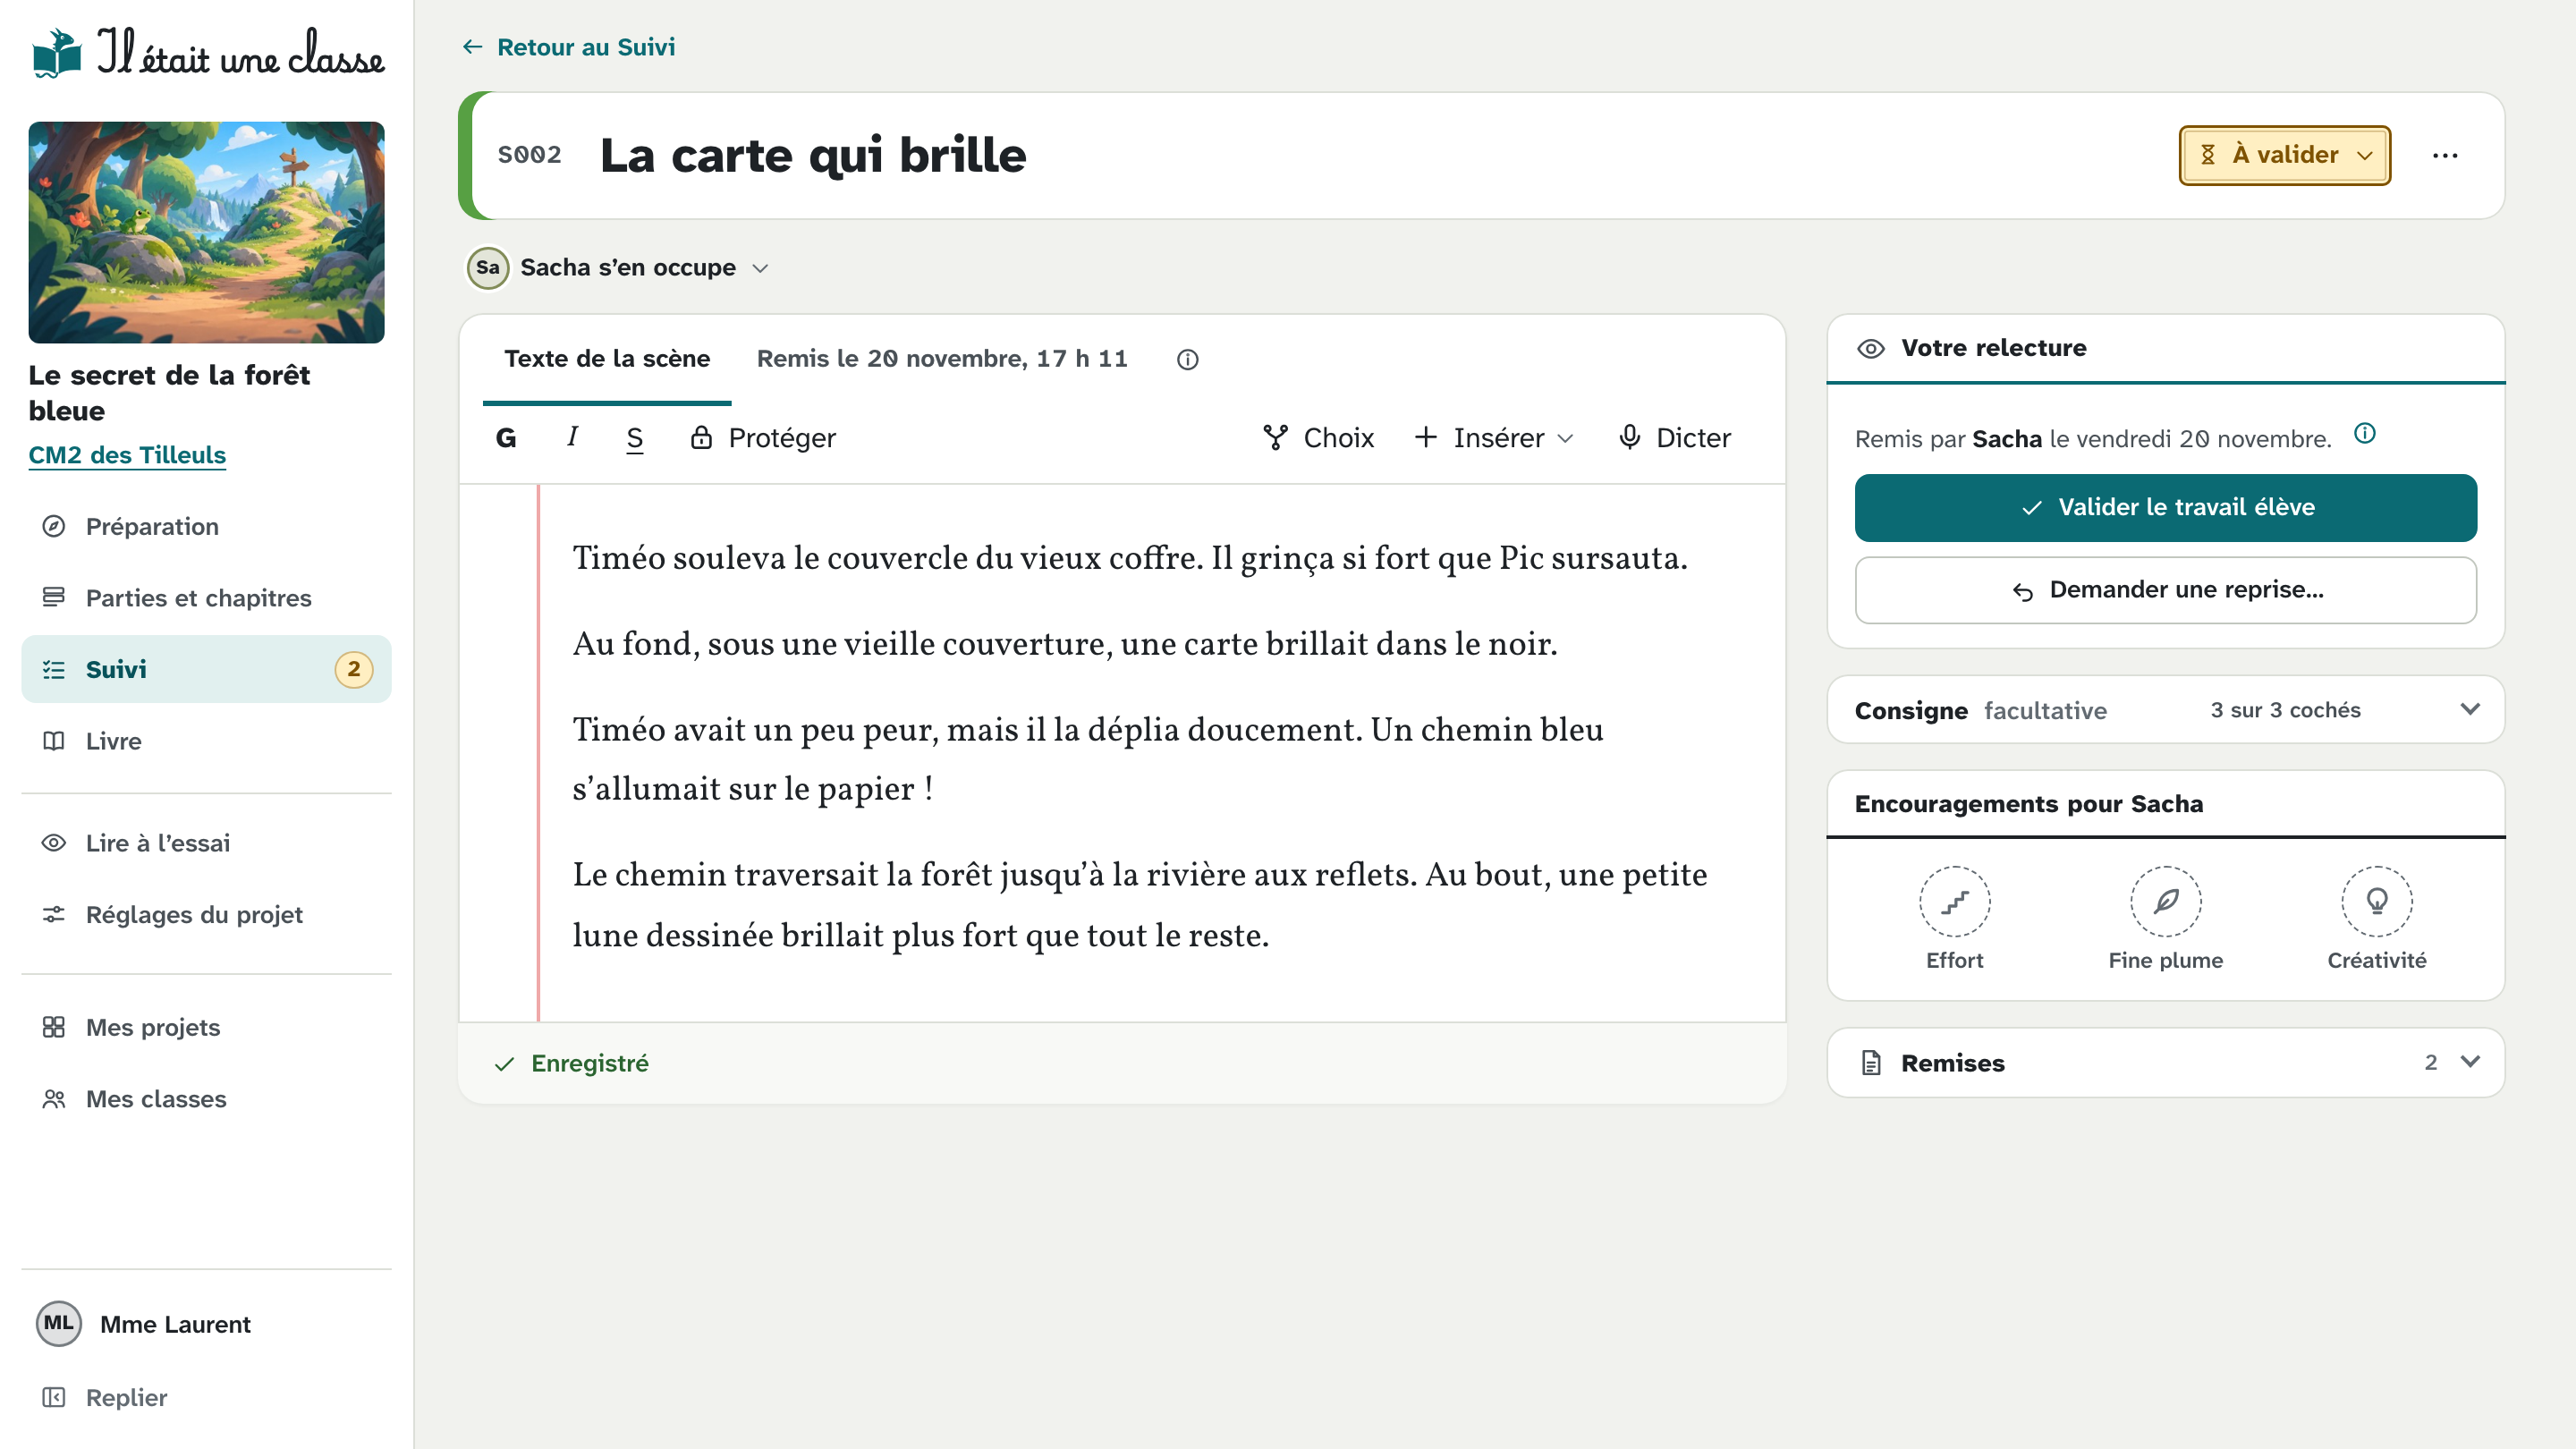 Il était une classe
Le secret de la forêt
bleue
CM2 des Tilleuls
Préparation
Parties et chapitres
Suivi 2
Livre
Lire à l’essai
Réglages du projet
Mes projets
Mes classes
ML Mme Laurent
Replier
← Retour au Suivi
S002 La carte qui brille
À valider
Sa Sacha s’en occupe
Texte de la scène Remis le 20 novembre, 17 h 11
G I S Protéger Choix + Insérer Dicter
Timéo souleva le couvercle du vieux coffre. Il grinça si fort que Pic sursauta.
Au fond, sous une vieille couverture, une carte brillait dans le noir.
Timéo avait un peu peur, mais il la déplia doucement. Un chemin bleu
s’allumait sur le papier !
Le chemin traversait la forêt jusqu’à la rivière aux reflets. Au bout, une petite
lune dessinée brillait plus fort que tout le reste.
Enregistré
Votre relecture
Remis par Sacha le vendredi 20 novembre.
Valider le travail élève
Demander une reprise…
Consigne facultative 3 sur 3 cochés
Encouragements pour Sacha
Effort Fine plume Créativité
Remises 2